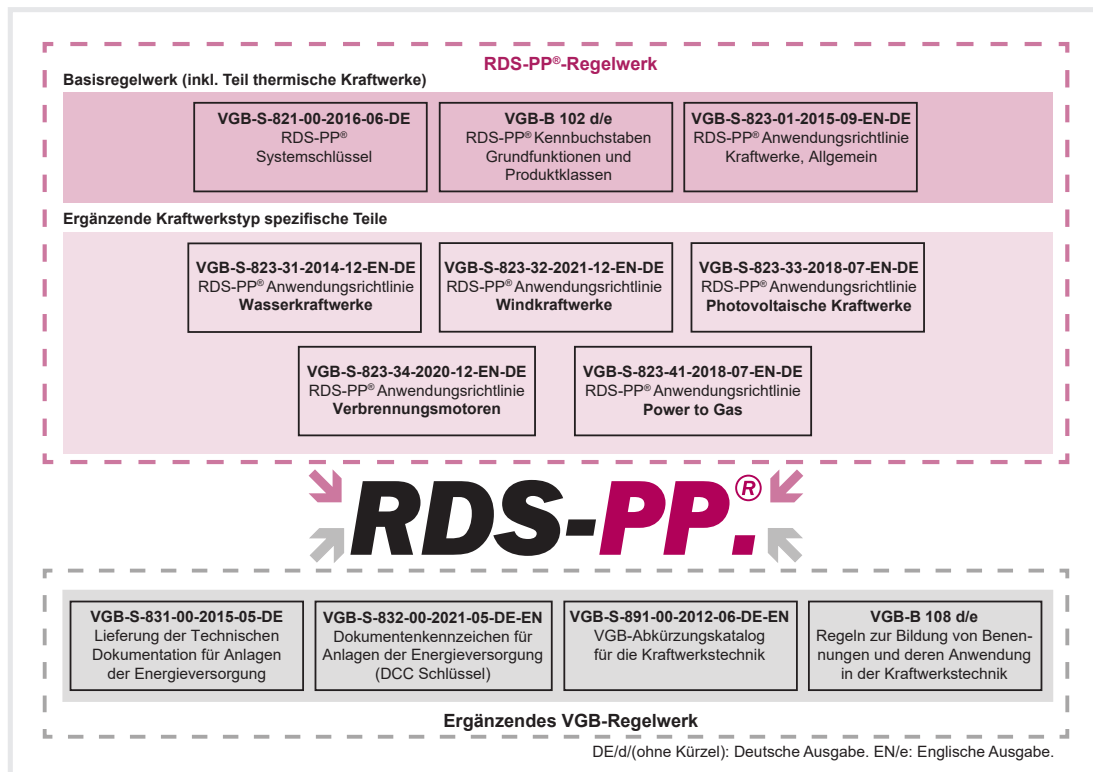 RDS-PP®-Regelwerk
Basisregelwerk (inkl. Teil thermische Kraftwerke)
VGB-S-821-00-2016-06-DE
RDS-PP®
Systemschlüssel
VGB-B 102 d/e
RDS-PP® Kennbuchstaben
Grundfunktionen und
Produktklassen
VGB-S-823-01-2015-09-EN-DE
RDS-PP® Anwendungsrichtlinie
Kraftwerke, Allgemein
Ergänzende Kraftwerkstyp spezifische Teile
VGB-S-823-31-2014-12-EN-DE
RDS-PP® Anwendungsrichtlinie
Wasserkraftwerke
VGB-S-823-32-2021-12-EN-DE
RDS-PP® Anwendungsrichtlinie
Windkraftwerke
VGB-S-823-33-2018-07-EN-DE
RDS-PP® Anwendungsrichtlinie
Photovoltaische Kraftwerke
VGB-S-823-34-2020-12-EN-DE
RDS-PP® Anwendungsrichtlinie
Verbrennungsmotoren
VGB-S-823-41-2018-07-EN-DE
RDS-PP® Anwendungsrichtlinie
Power to Gas
RDS-PP.®
VGB-S-831-00-2015-05-DE
Lieferung der Technischen
Dokumentation für Anlagen
der Energieversorgung
VGB-S-832-00-2021-05-DE-EN
Dokumentenkennzeichen für
Anlagen der Energieversorgung
(DCC Schlüssel)
VGB-S-891-00-2012-06-DE-EN
VGB-Abkürzungskatalog
für die Kraftwerkstechnik
VGB-B 108 d/e
Regeln zur Bildung von Benen-
nungen und deren Anwendung
in der Kraftwerkstechnik
Ergänzendes VGB-Regelwerk
DE/d/(ohne Kürzel): Deutsche Ausgabe. EN/e: Englische Ausgabe.